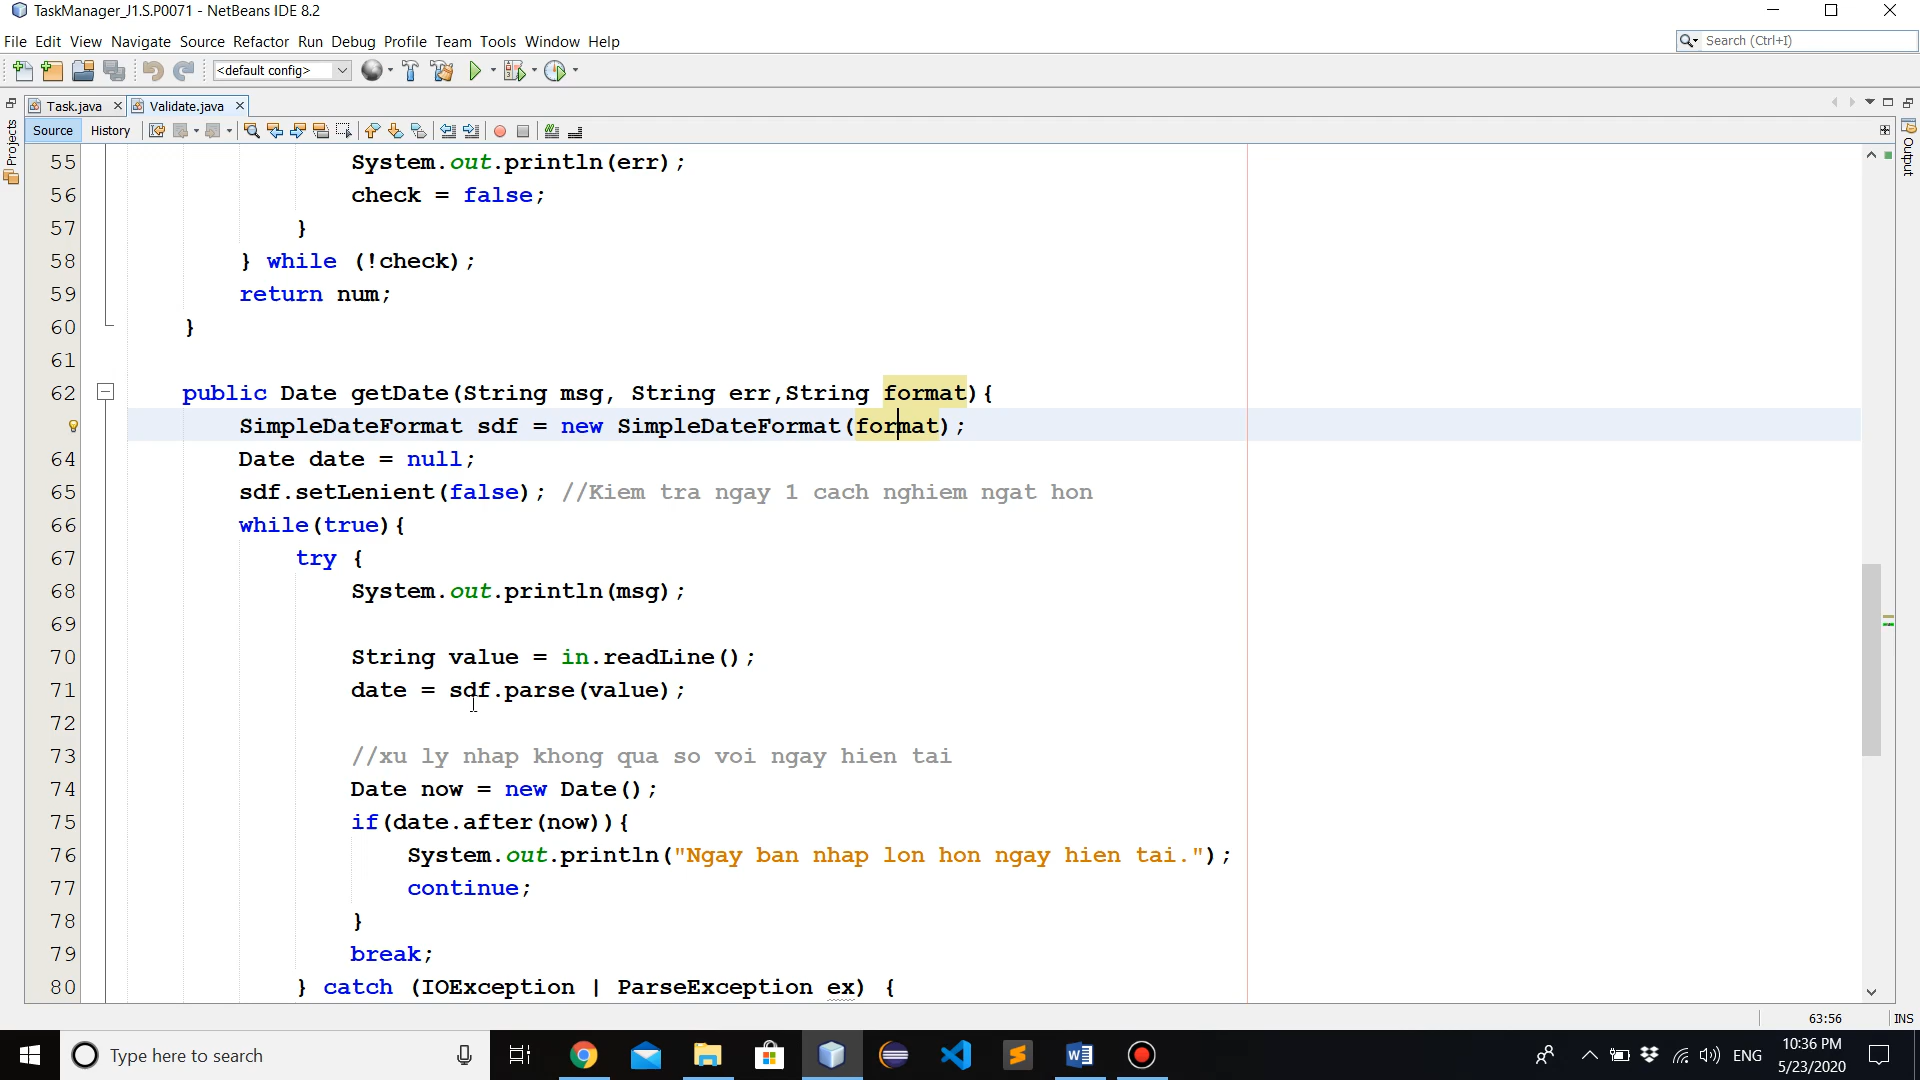 TaskManager_J1.S.P0071 - NetBeans IDE 8.2
File Edit View Navigate Source Refactor Run Debug Profile Team Tools Window Help
Search (Ctrl+I)
<default config>
Task.java
Validate.java
Source
History
Projects
Output
55 System.out.println(err);
56 check = false;
57 }
58 } while (!check);
59 return num;
60 }
61
62 public Date getDate(String msg, String err,String format){
SimpleDateFormat sdf = new SimpleDateFormat(format);
64 Date date = null;
65 sdf.setLenient(false); //Kiem tra ngay 1 cach nghiem ngat hon
66 while(true){
67 try {
68 System.out.println(msg);
69
70 String value = in.readLine();
71 date = sdf.parse(value);
72
73 //xu ly nhap khong qua so voi ngay hien tai
74 Date now = new Date();
75 if(date.after(now)){
76 System.out.println("Ngay ban nhap lon hon ngay hien tai.");
77 continue;
78 }
79 break;
80 } catch (IOException | ParseException ex) {
63:56
INS
Type here to search
ENG
10:36 PM
5/23/2020